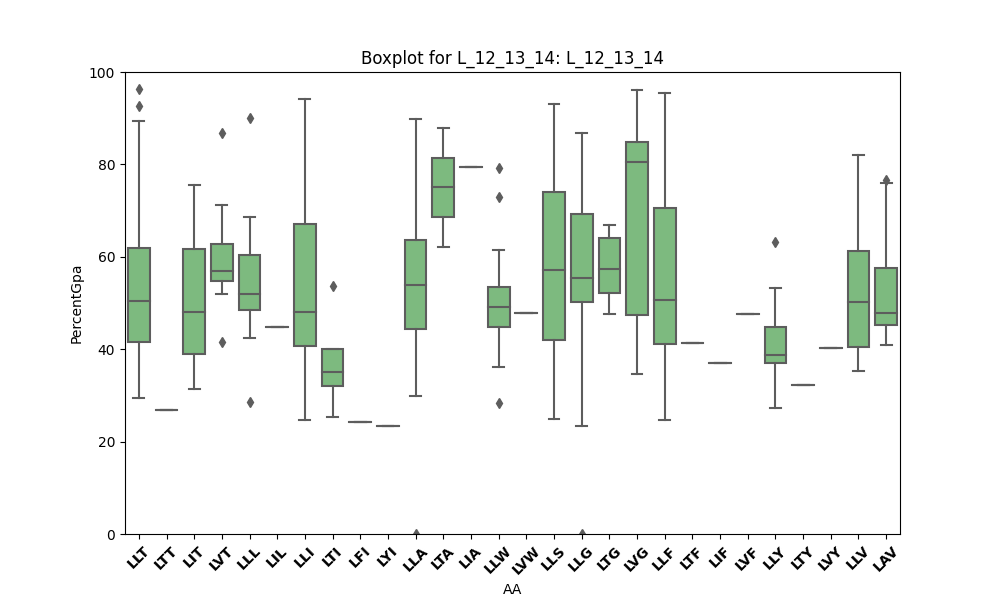 Boxplot for L_12_13_14: L_12_13_14
100
80
60
40
20
0
PercentGpa
LLT LTT LIT LVT LLL LIL LLI LTI LFI LYI LLA LTA LIA LLW LVW LLS LLG LTG LVG LLF LTF LIF LVF LLY LTY LVY LLV LAV
AA